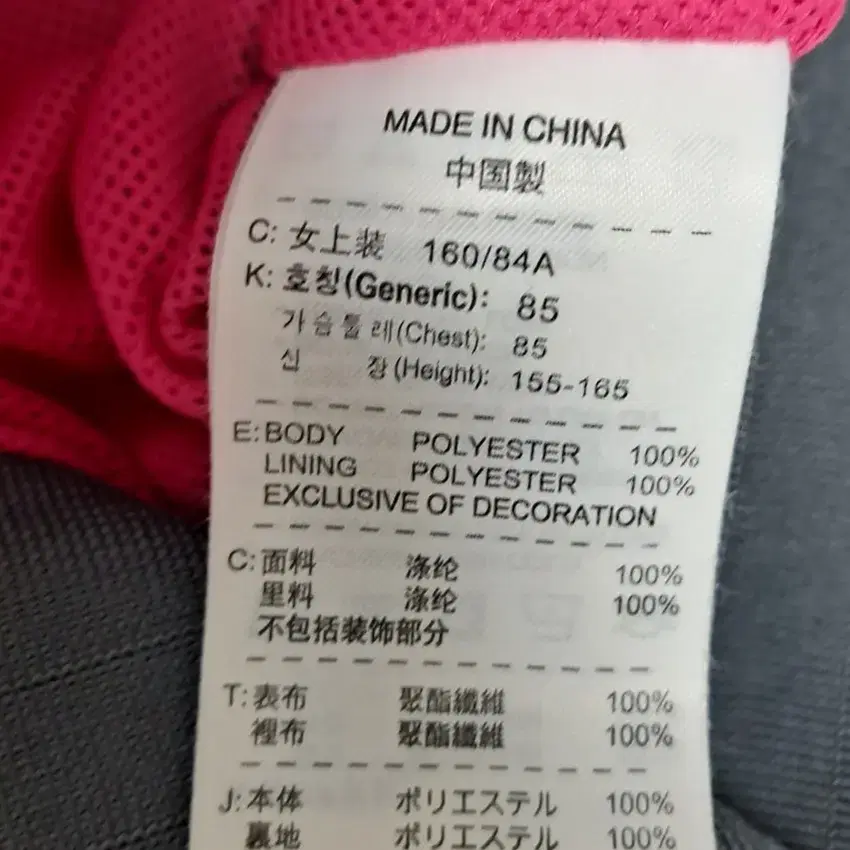 MADE IN CHINA
中国製
C: 女上装 160/84A
K: 호칭(Generic): 85
가슴둘레(Chest): 85
신 장(Height): 155-165
E: BODY POLYESTER 100%
LINING POLYESTER 100%
EXCLUSIVE OF DECORATION
C: 面料 涤纶 100%
里料 涤纶 100%
不包括装饰部分
T: 表布 聚酯纖維 100%
裡布 聚酯纖維 100%
J: 本体 ポリエステル 100%
裏地 ポリエステル 100%